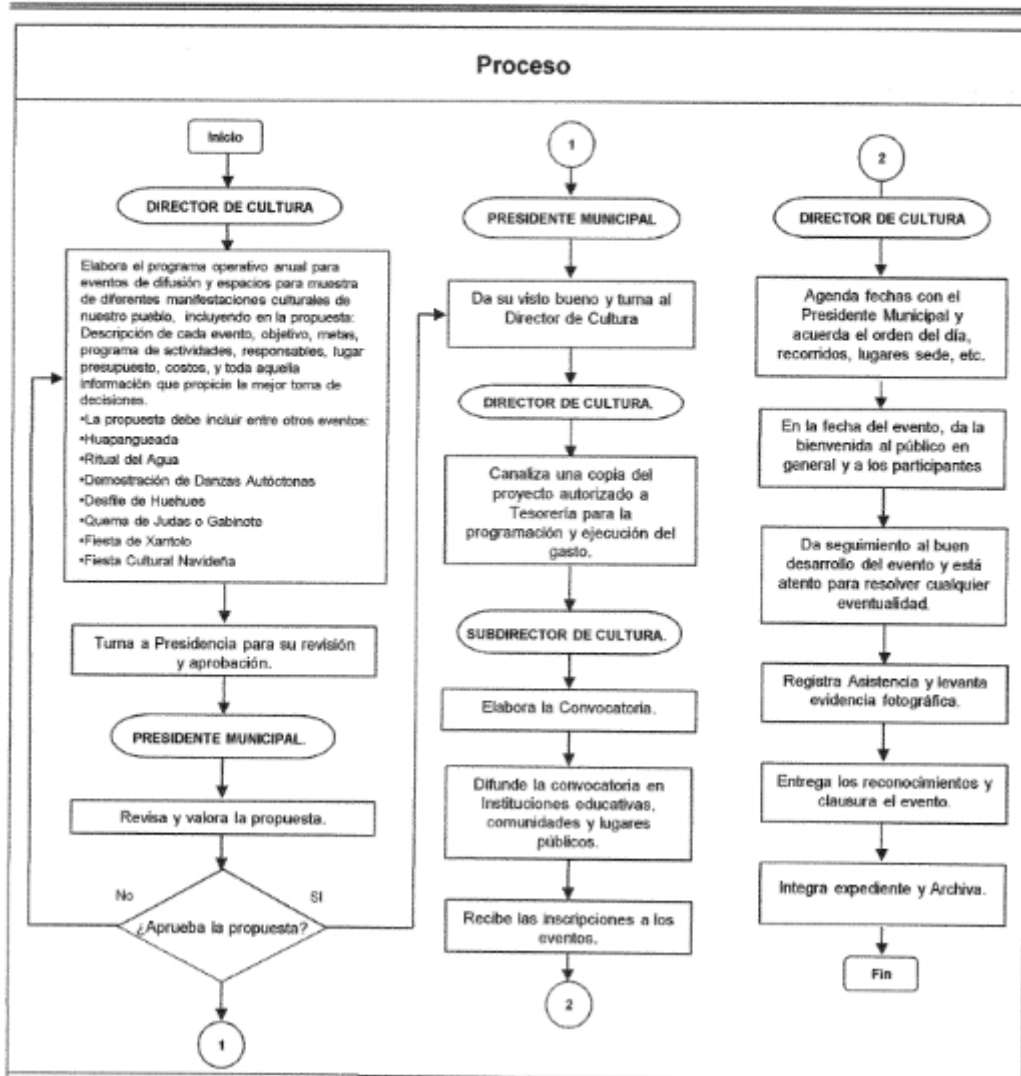 Proceso
Inicio
DIRECTOR DE CULTURA
Elabora el programa operativo anual para
eventos de difusión y espacios para muestra
de diferentes manifestaciones culturales de
nuestro pueblo, incluyendo en la propuesta:
Descripción de cada evento, objetivo, metas,
programa de actividades, responsables, lugar
presupuesto, costos, y toda aquella
información que propicie la mejor toma de
decisiones.
•La propuesta debe incluir entre otros eventos:
•Huapangueada
•Ritual del Agua
•Demostración de Danzas Autóctonas
•Desfile de Huehues
•Quema de Judas o Gabinote
•Fiesta de Xantolo
•Fiesta Cultural Navideña
Turna a Presidencia para su revisión
y aprobación.
PRESIDENTE MUNICIPAL.
Revisa y valora la propuesta.
No
SI
¿Aprueba la propuesta?
1
1
PRESIDENTE MUNICIPAL
Da su visto bueno y turna al
Director de Cultura
DIRECTOR DE CULTURA.
Canaliza una copia del
proyecto autorizado a
Tesorería para la
programación y ejecución del
gasto.
SUBDIRECTOR DE CULTURA.
Elabora la Convocatoria.
Difunde la convocatoria en
Instituciones educativas,
comunidades y lugares
públicos.
Recibe las inscripciones a los
eventos.
2
2
DIRECTOR DE CULTURA
Agenda fechas con el
Presidente Municipal y
acuerda el orden del día,
recorridos, lugares sede, etc.
En la fecha del evento, da la
bienvenida al público en
general y a los participantes
Da seguimiento al buen
desarrollo del evento y está
atento para resolver cualquier
eventualidad.
Registra Asistencia y levanta
evidencia fotográfica.
Entrega los reconocimientos y
clausura el evento.
Integra expediente y Archiva.
Fin